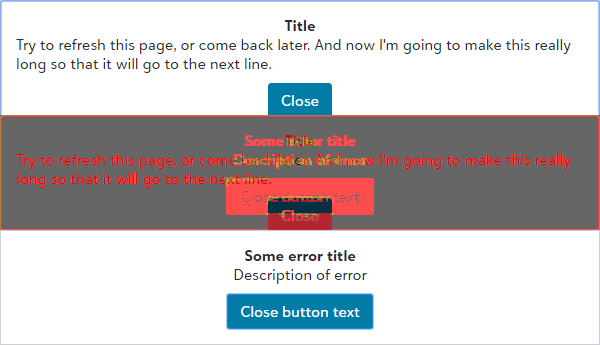 Title
Try to refresh this page, or come back later. And now I'm going to make this really
long so that it will go to the next line.
Close
Some error title
Try to refresh this page, or come Description of error now I'm going to make this really
long so that it will go to the next line.
Close button text
Close
Some error title
Description of error
Close button text